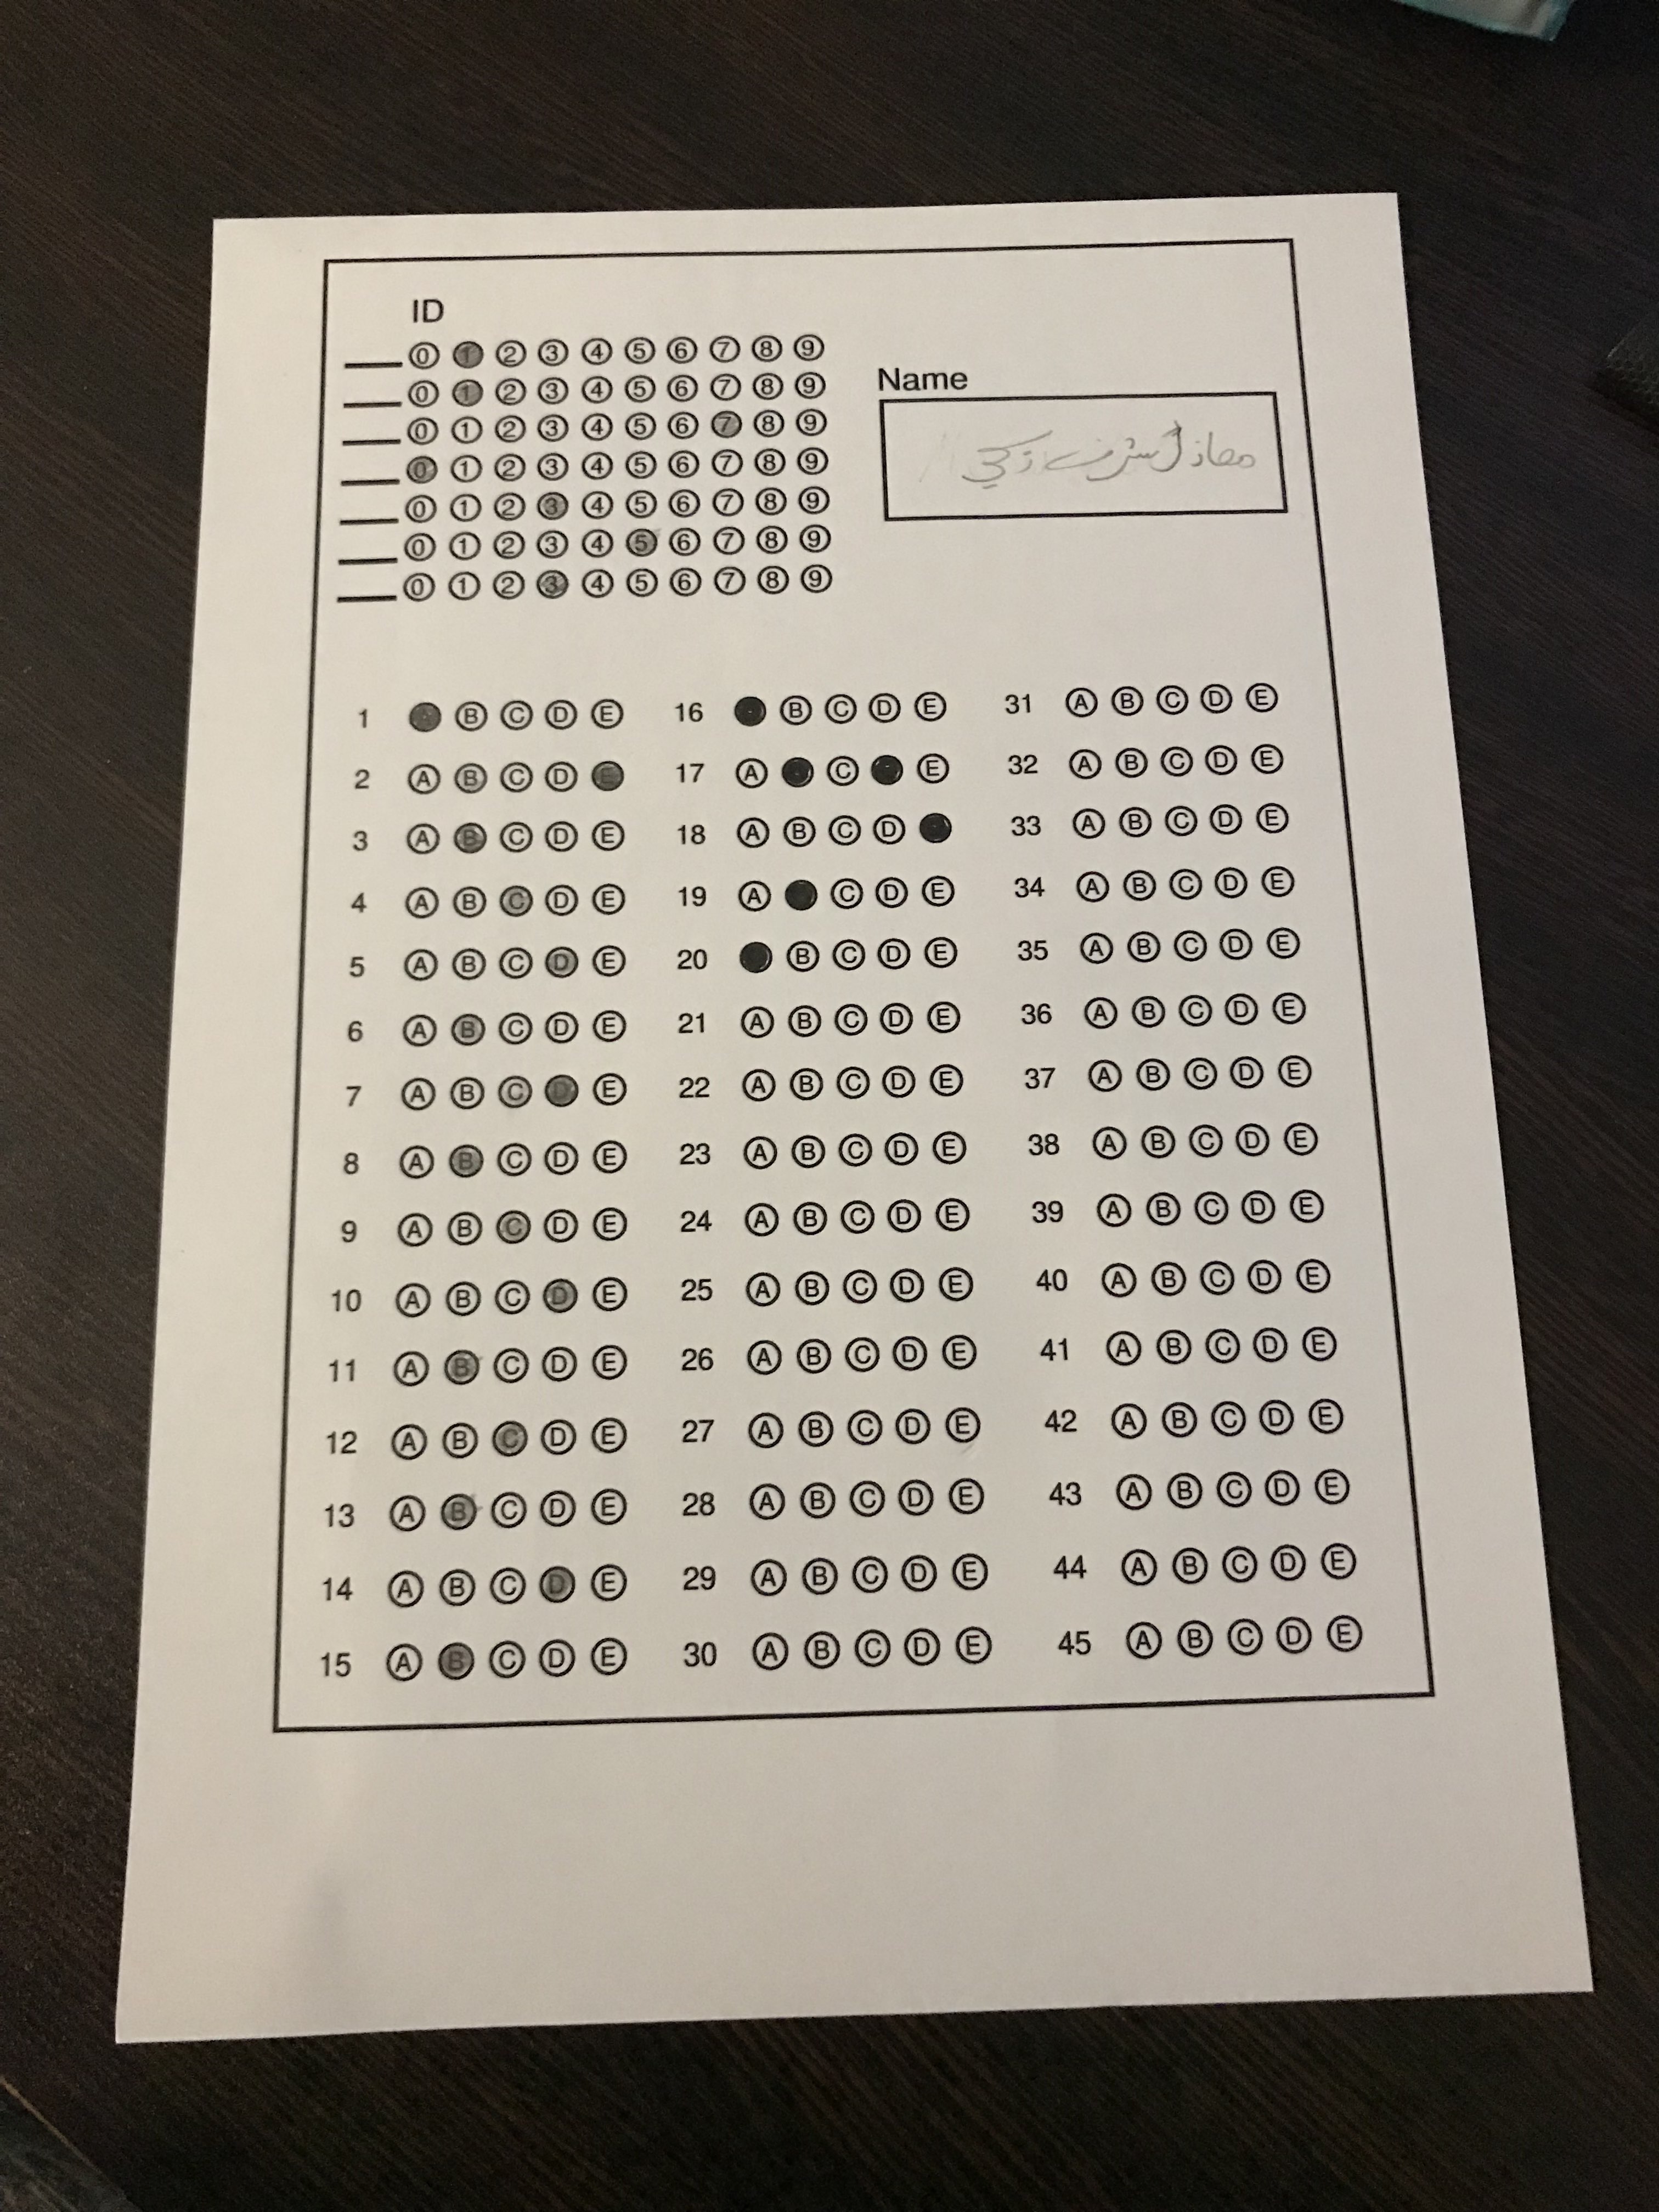 ID
0 1 2 3 4 5 6 7 8 9
0 1 2 3 4 5 6 7 8 9
0 1 2 3 4 5 6 7 8 9
0 1 2 3 4 5 6 7 8 9
0 1 2 3 4 5 6 7 8 9
0 1 2 3 4 5 6 7 8 9
0 1 2 3 4 5 6 7 8 9
Name
معاذ أشرف زكي
1 B C D E
2 A B C D E
3 A B C D E
4 A B C D E
5 A B C D E
6 A B C D E
7 A B C D E
8 A B C D E
9 A B C D E
10 A B C D E
11 A B C D E
12 A B C D E
13 A B C D E
14 A B C D E
15 A B C D E
16 B C D E
17 A C E
18 A B C D
19 A C D E
20 B C D E
21 A B C D E
22 A B C D E
23 A B C D E
24 A B C D E
25 A B C D E
26 A B C D E
27 A B C D E
28 A B C D E
29 A B C D E
30 A B C D E
31 A B C D E
32 A B C D E
33 A B C D E
34 A B C D E
35 A B C D E
36 A B C D E
37 A B C D E
38 A B C D E
39 A B C D E
40 A B C D E
41 A B C D E
42 A B C D E
43 A B C D E
44 A B C D E
45 A B C D E